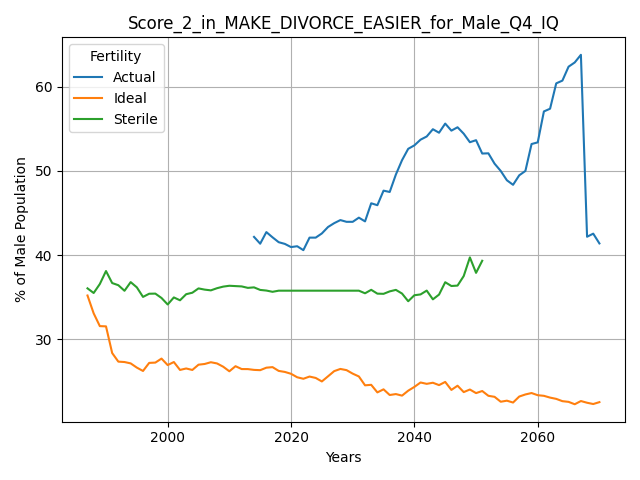 Score_2_in_MAKE_DIVORCE_EASIER_for_Male_Q4_IQ
Fertility
Actual
Ideal
Sterile
% of Male Population
60
50
40
30
2000
2020
2040
2060
Years